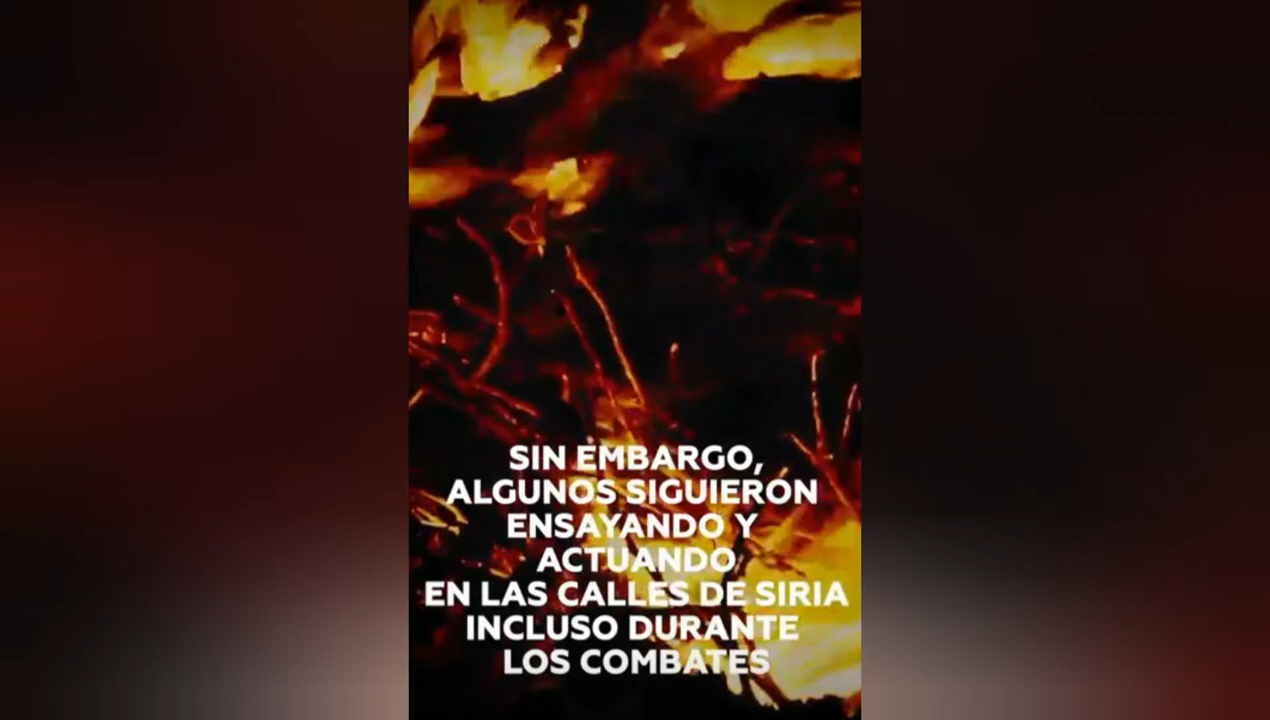 SIN EMBARGO,
ALGUNOS SIGUIERON
ENSAYANDO Y
ACTUANDO
EN LAS CALLES DE SIRIA
INCLUSO DURANTE
LOS COMBATES